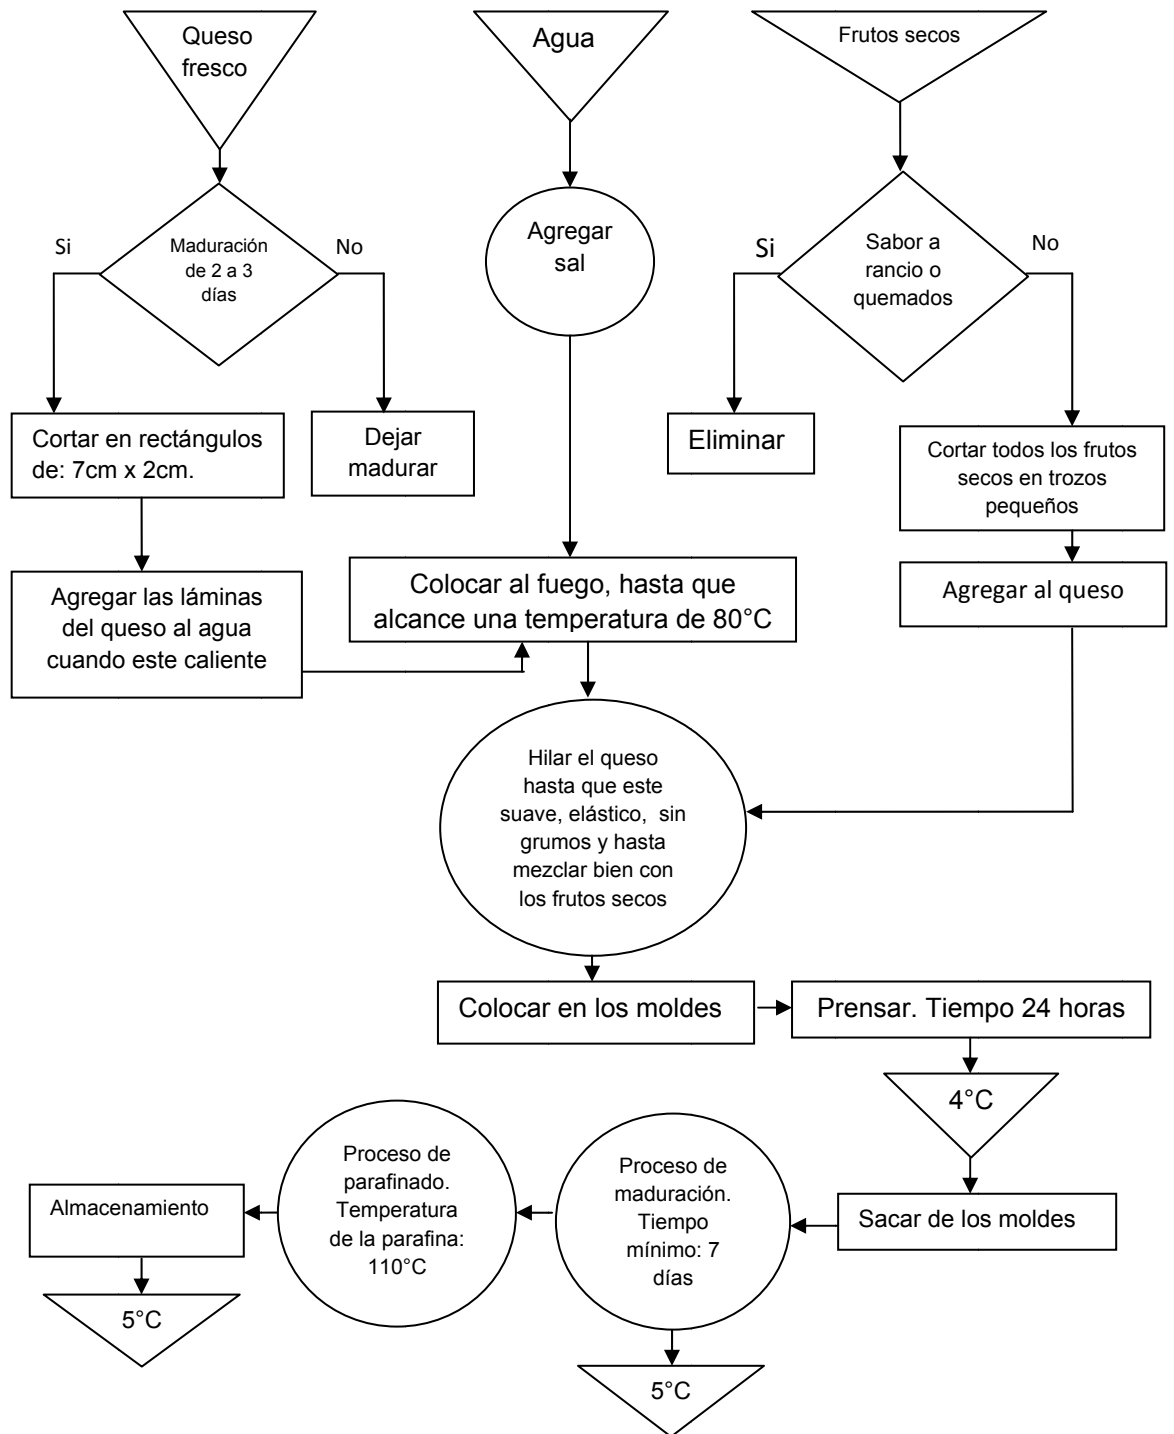 Queso
fresco
Agua
Frutos secos
Si
Maduración
de 2 a 3
días
No
Agregar
sal
Si
Sabor a
rancio o
quemados
No
Cortar en rectángulos
de: 7cm x 2cm.
Dejar
madurar
Eliminar
Cortar todos los frutos
secos en trozos
pequeños
Agregar las láminas
del queso al agua
cuando este caliente
Colocar al fuego, hasta que
alcance una temperatura de 80°C
Agregar al queso
Hilar el queso
hasta que este
suave, elástico, sin
grumos y hasta
mezclar bien con
los frutos secos
Colocar en los moldes
Prensar. Tiempo 24 horas
4°C
Sacar de los moldes
Proceso de
maduración.
Tiempo
mínimo: 7
días
5°C
Proceso de
parafinado.
Temperatura
de la parafina:
110°C
Almacenamiento
5°C